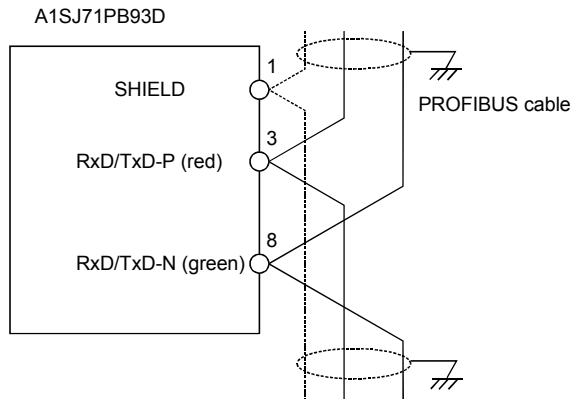 A1SJ71PB93D
1
SHIELD
PROFIBUS cable
3
RxD/TxD-P (red)
8
RxD/TxD-N (green)